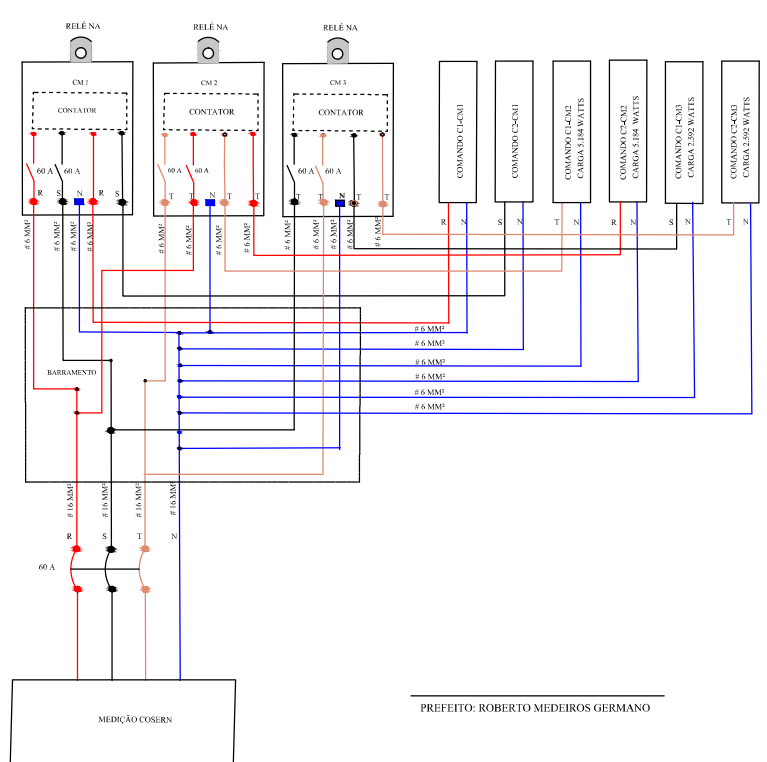 RELÉ NA
RELÉ NA
RELÉ NA
CM 1
CM 2
CM 3
CONTATOR
CONTATOR
CONTATOR
60 A
60 A
60 A
60 A
60 A
60 A
R
S
N
R
S
T
T
N
T
T
T
T
N
T
T
# 6 MM²
# 6 MM²
# 6 MM²
# 6 MM²
# 6 MM²
# 6 MM²
# 6 MM²
# 6 MM²
# 6 MM²
# 6 MM²
# 6 MM²
# 6 MM²
# 6 MM²
# 6 MM²
COMANDO C1-CM1
COMANDO C2-CM1
COMANDO C1-CM2
CARGA 5.184 WATTS
COMANDO C2-CM2
CARGA 5.184 WATTS
COMANDO C1-CM3
CARGA 2.592 WATTS
COMANDO C2-CM3
CARGA 2.592 WATTS
R
N
S
N
T
N
R
N
S
N
T
N
# 6 MM²
# 6 MM²
# 6 MM²
# 6 MM²
# 6 MM²
# 6 MM²
BARRAMENTO
# 16 MM²
# 16 MM²
# 16 MM²
# 16 MM²
R
S
T
N
60 A
MEDIÇÃO COSERN
PREFEITO: ROBERTO MEDEIROS GERMANO